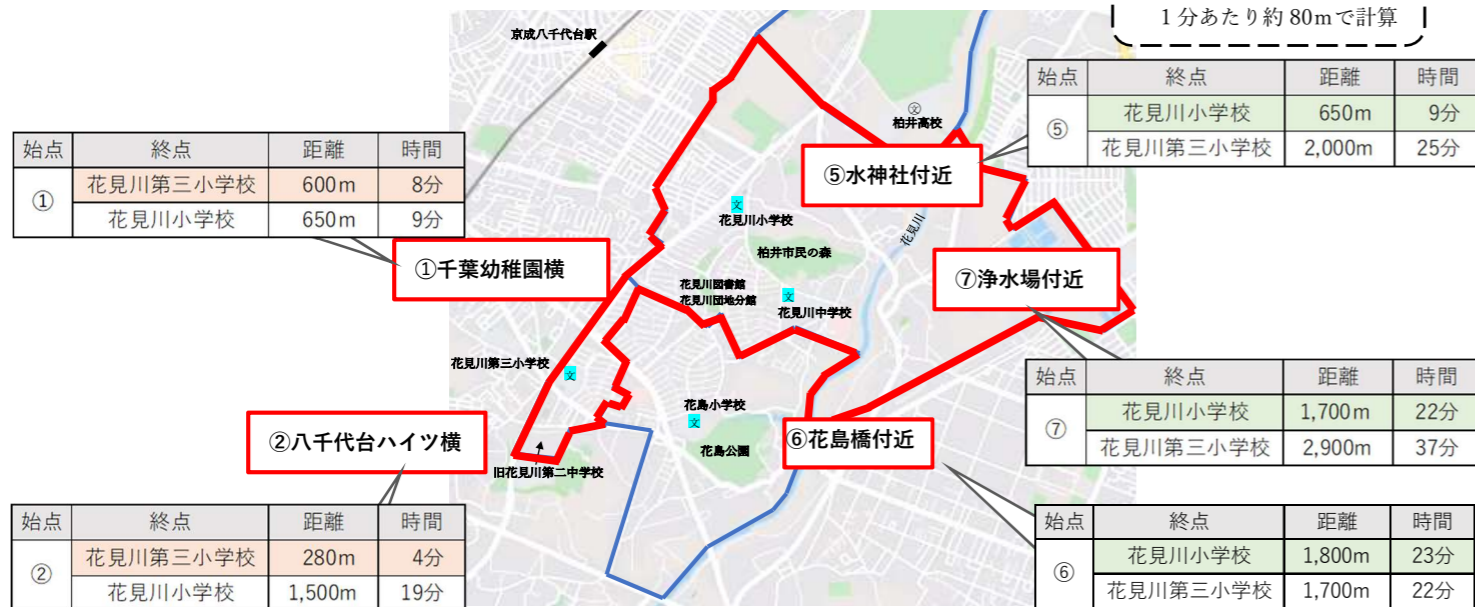 1分あたり約80mで計算
京成八千代台駅
始点 終点 距離 時間
⑤ 花見川小学校 650m 9分
花見川第三小学校 2,000m 25分
文
柏井高校
始点 終点 距離 時間
① 花見川第三小学校 600m 8分
花見川小学校 650m 9分
⑤水神社付近
文
花見川小学校
花見川
柏井市民の森
①千葉幼稚園横
⑦浄水場付近
花見川図書館
花見川団地分館
文
花見川中学校
花見川第三小学校
文
始点 終点 距離 時間
⑦ 花見川小学校 1,700m 22分
花見川第三小学校 2,900m 37分
花島小学校
文
②八千代台ハイツ横
⑥花島橋付近
花島公園
旧花見川第二中学校
始点 終点 距離 時間
② 花見川第三小学校 280m 4分
花見川小学校 1,500m 19分
始点 終点 距離 時間
⑥ 花見川小学校 1,800m 23分
花見川第三小学校 1,700m 22分